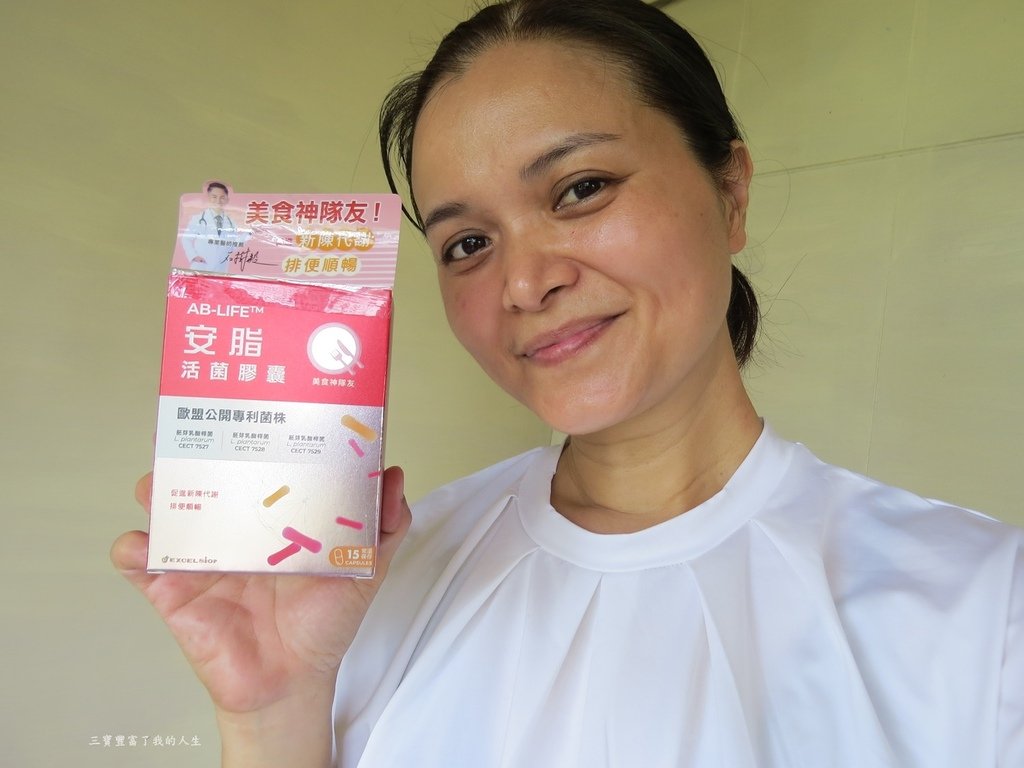 美食神隊友！
專業醫師推薦
新陳代謝
排便順暢
AB-LIFE™
安脂
活菌膠囊
美食神隊友
歐盟公開專利菌株
胚芽乳酸桿菌 胚芽乳酸桿菌 胚芽乳酸桿菌
L. plantarum L. plantarum L. plantarum
CECT 7527 CECT 7528 CECT 7529
促進新陳代謝
排便順暢
EXCELSIOR
15
CAPSULES
三寶豐富了我的人生